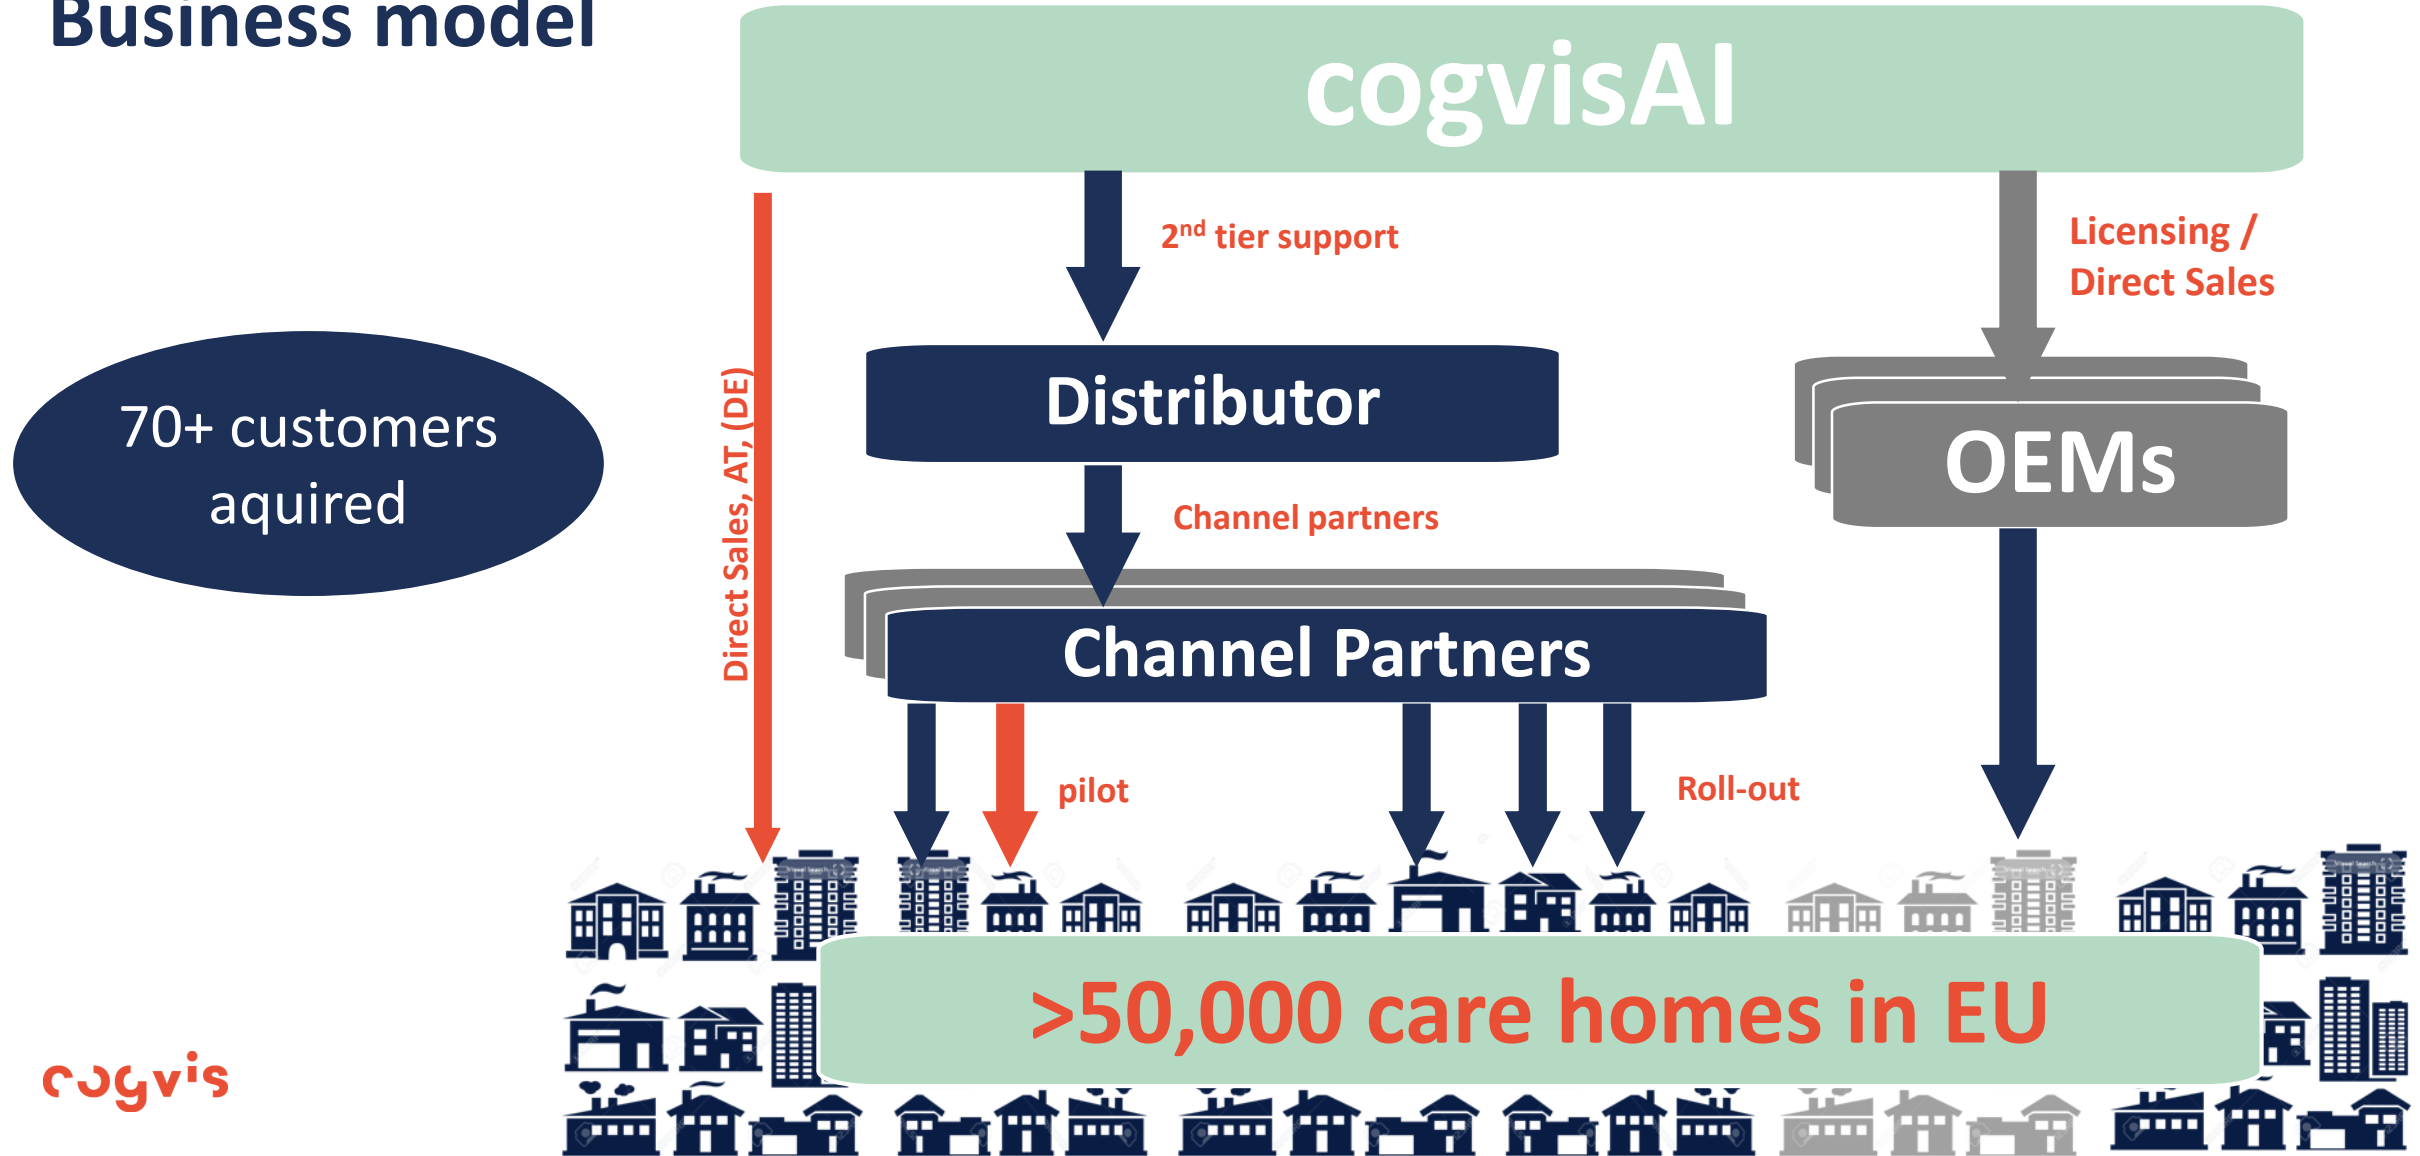 Business model
cogvisAI
2nd tier support
Licensing /
Direct Sales
Direct Sales, AT, (DE)
Distributor
70+ customers
aquired
OEMs
Channel partners
Channel Partners
pilot
Roll-out
>50,000 care homes in EU
cogvis